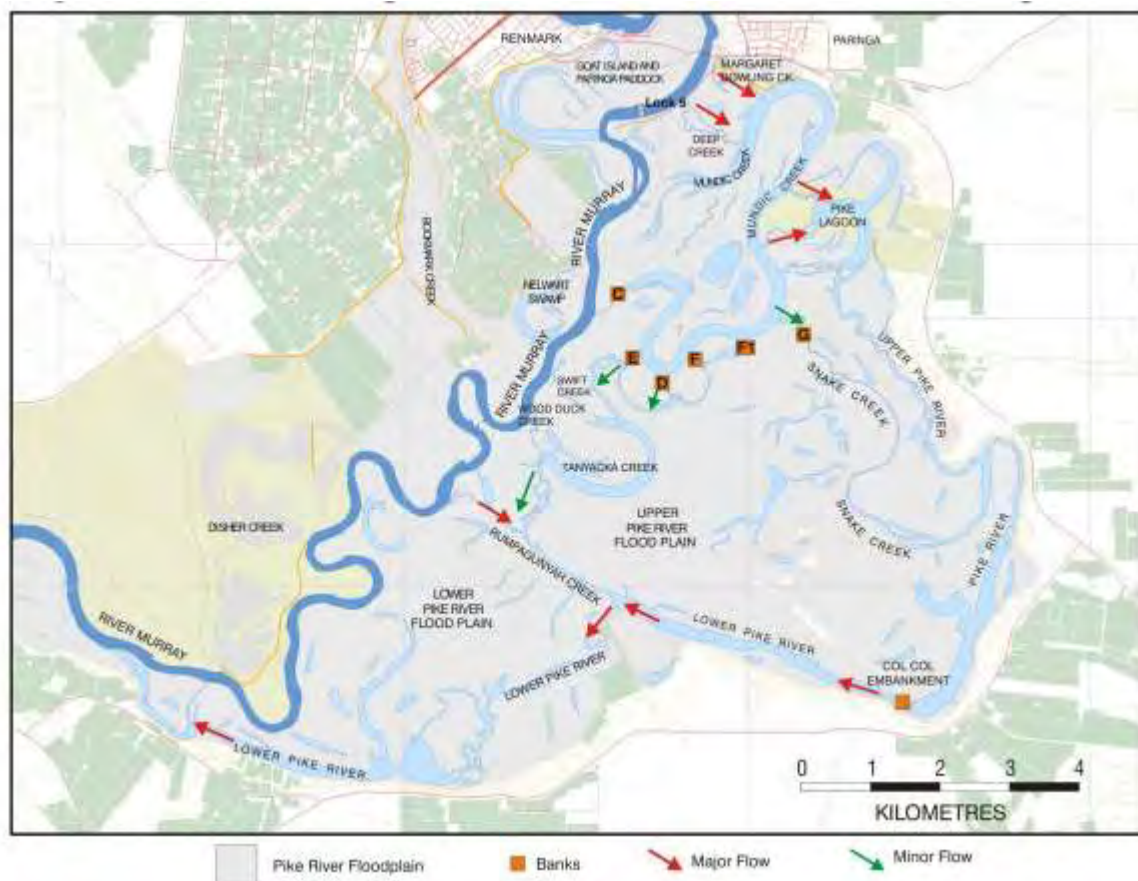 RENMARK
PARINGA
GOAT ISLAND AND
PARINGA PADDOCK
MARGARET
DOWLING CK
Lock 5
DEEP
CREEK
MUNDIC CREEK
MUNDIC CREEK
PIKE
LAGOON
RIVER MURRAY
BOOKMARK CREEK
NELWART
SWAMP
C
G
F1
F
E
D
SWIFT
CREEK
RIVER MURRAY
WOOD DUCK
CREEK
UPPER PIKE RIVER
SNAKE CREEK
TANYACKA CREEK
UPPER
PIKE RIVER
FLOOD PLAIN
DISHER CREEK
SNAKE CREEK
PIKE RIVER
RUMPAGUNYAH CREEK
LOWER
PIKE RIVER
FLOOD PLAIN
RIVER MURRAY
LOWER PIKE RIVER
LOWER PIKE RIVER
COL COL
EMBANKMENT
LOWER PIKE RIVER
0 1 2 3 4
KILOMETRES
Pike River Floodplain
Banks
Major Flow
Minor Flow